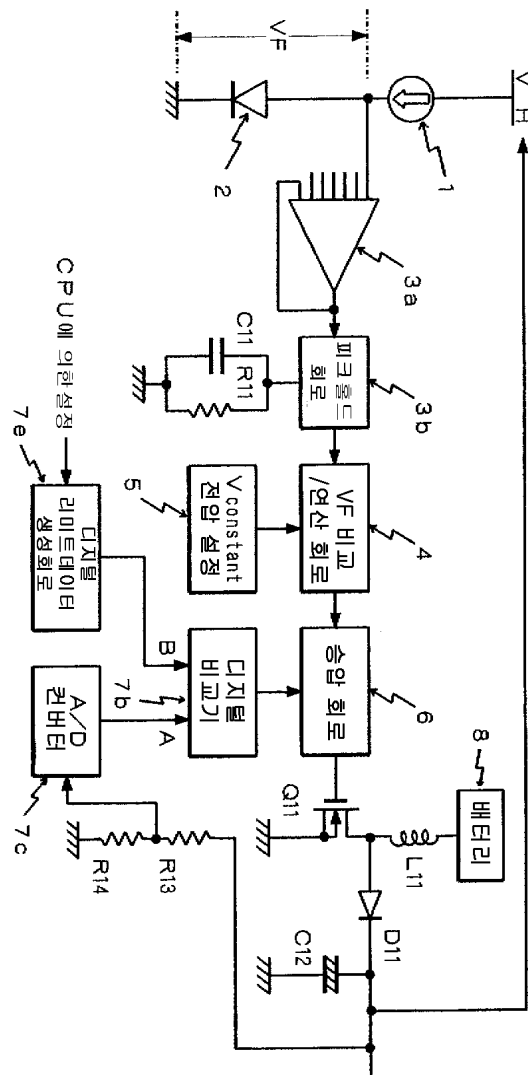 V H
1
VF
2
3a
C11
R11
피크홀드
회로
3b
VF 비교
/연산 회로
4
V constant
전압 설정
5
승압 회로
6
배터리
8
L11
Q11
D11
C12
디지털
비교기
7b
A
B
A/D
컨버터
7c
R13
R14
디지털
리미트데이터
생성회로
7e
CPU에 의한 설정